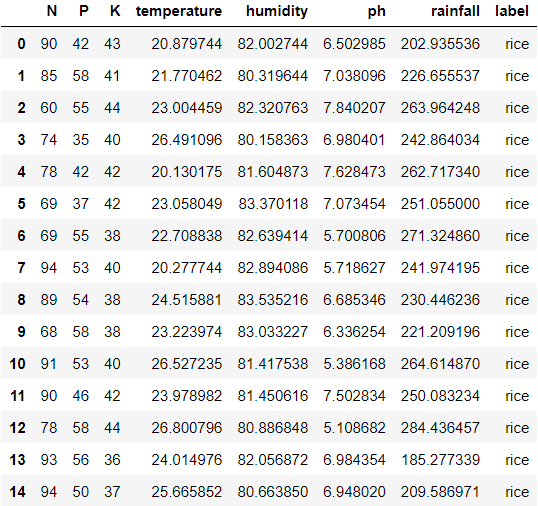 N P K temperature humidity ph rainfall label
0 90 42 43 20.879744 82.002744 6.502985 202.935536 rice
1 85 58 41 21.770462 80.319644 7.038096 226.655537 rice
2 60 55 44 23.004459 82.320763 7.840207 263.964248 rice
3 74 35 40 26.491096 80.158363 6.980401 242.864034 rice
4 78 42 42 20.130175 81.604873 7.628473 262.717340 rice
5 69 37 42 23.058049 83.370118 7.073454 251.055000 rice
6 69 55 38 22.708838 82.639414 5.700806 271.324860 rice
7 94 53 40 20.277744 82.894086 5.718627 241.974195 rice
8 89 54 38 24.515881 83.535216 6.685346 230.446236 rice
9 68 58 38 23.223974 83.033227 6.336254 221.209196 rice
10 91 53 40 26.527235 81.417538 5.386168 264.614870 rice
11 90 46 42 23.978982 81.450616 7.502834 250.083234 rice
12 78 58 44 26.800796 80.886848 5.108682 284.436457 rice
13 93 56 36 24.014976 82.056872 6.984354 185.277339 rice
14 94 50 37 25.665852 80.663850 6.948020 209.586971 rice